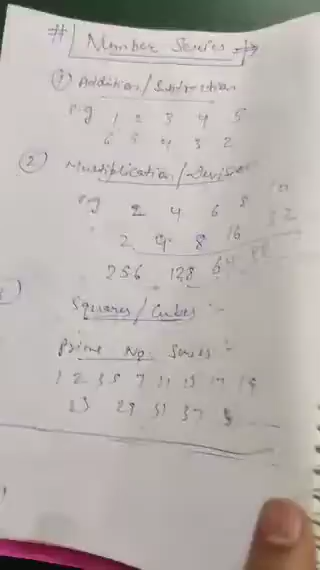 # Number Series
① Addition/Subtraction
e.g 1 2 3 4 5
6 5 4 3 2
② Multiplication/Division
e.g 2 4 6 8 10
2 4 8 16 32
256 128 64
Squares/Cubes :-
Prime No. Series :-
1 2 3 5 7 11 13 17 19
23 29 31 37